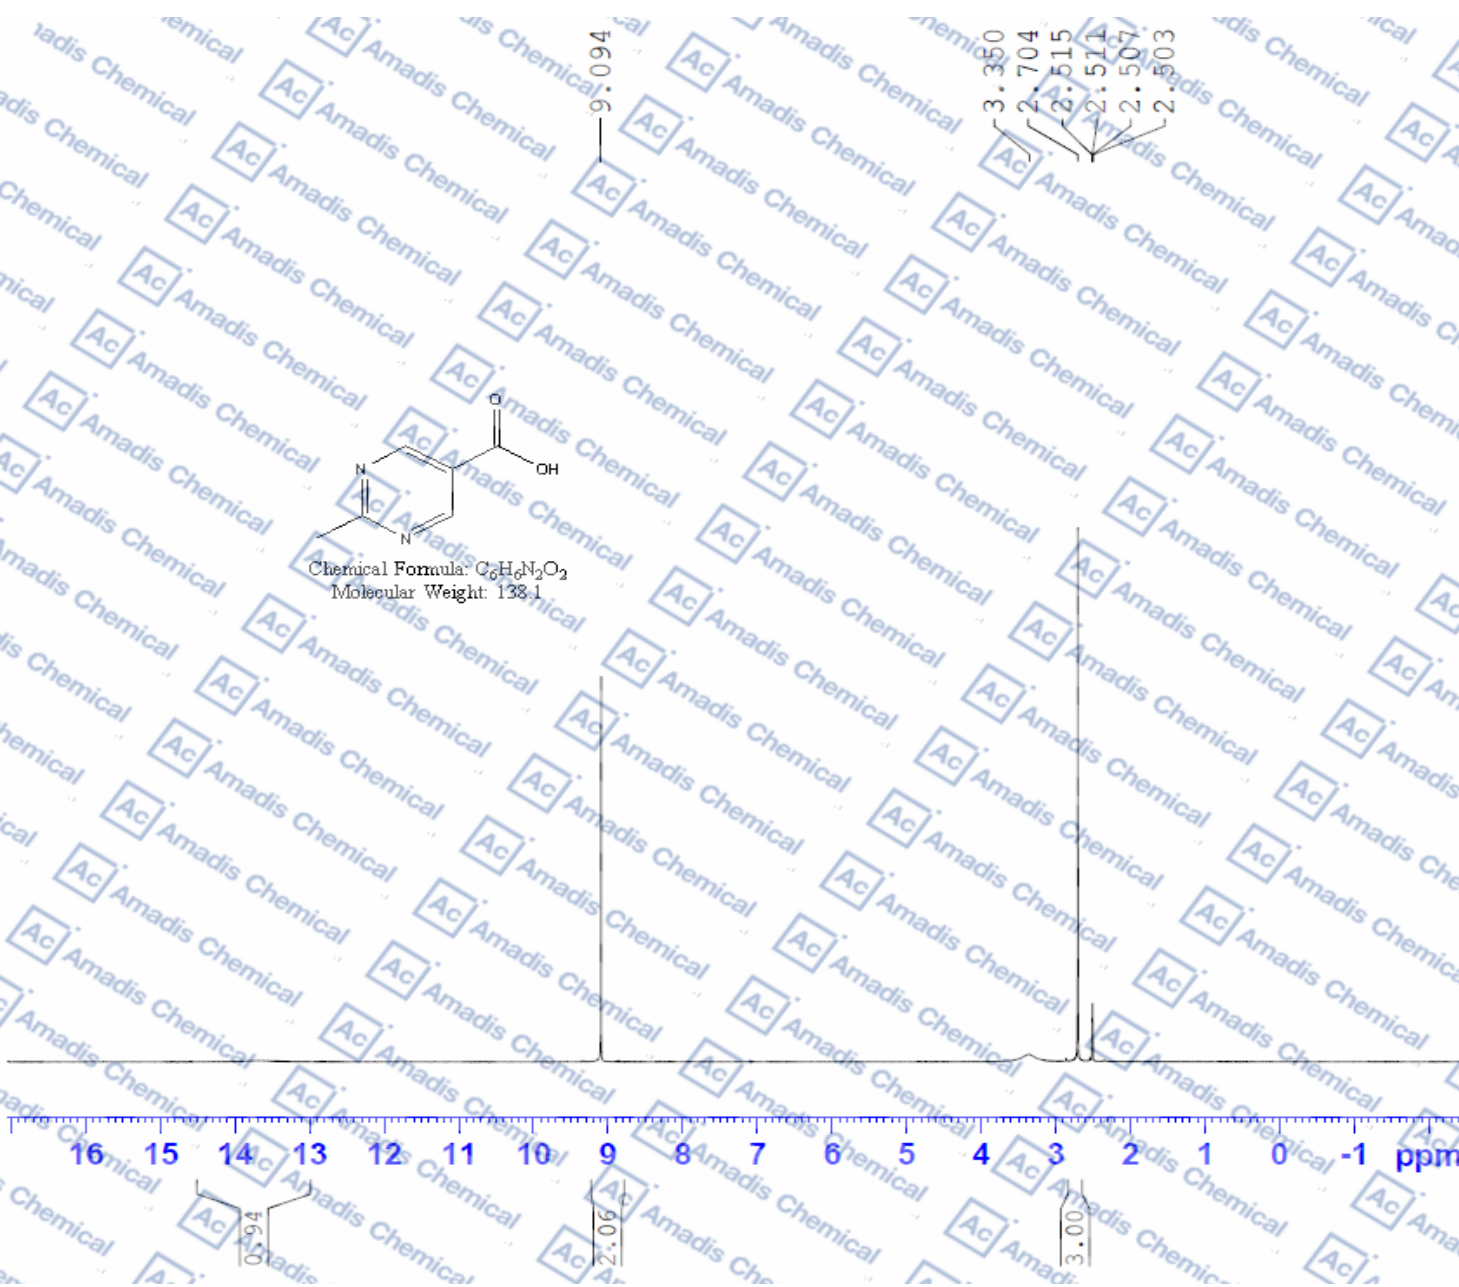 9.094
3.350
2.704
2.515
2.511
2.507
2.503
O
N
OH
N
Chemical Formula: C₆H₆N₂O₂
Molecular Weight: 138.1
16 15 14 13 12 11 10 9 8 7 6 5 4 3 2 1 0 -1 ppm
0.94
2.06
3.00
Ac Amadis Chemical